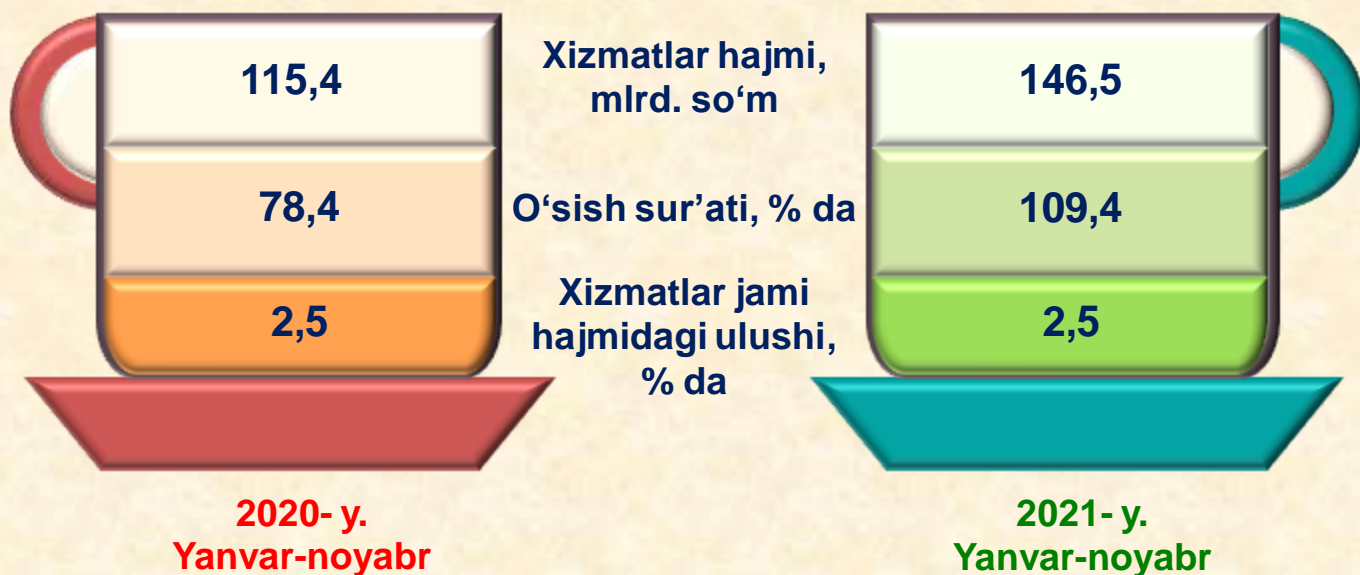 115,4
Xizmatlar hajmi,
mlrd. so‘m
146,5
78,4
O‘sish sur’ati, % da
109,4
2,5
Xizmatlar jami
hajmidagi ulushi,
% da
2,5
2020- y.
Yanvar-noyabr
2021- y.
Yanvar-noyabr